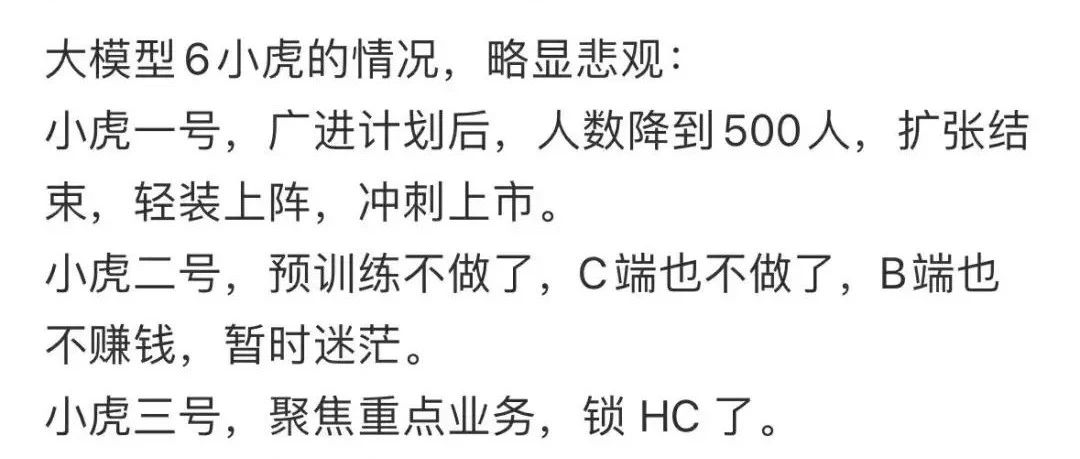 大模型6小虎的情况，略显悲观：
小虎一号，广进计划后，人数降到500人，扩张结
束，轻装上阵，冲刺上市。
小虎二号，预训练不做了，C端也不做了，B端也
不赚钱，暂时迷茫。
小虎三号，聚焦重点业务，锁 HC 了。